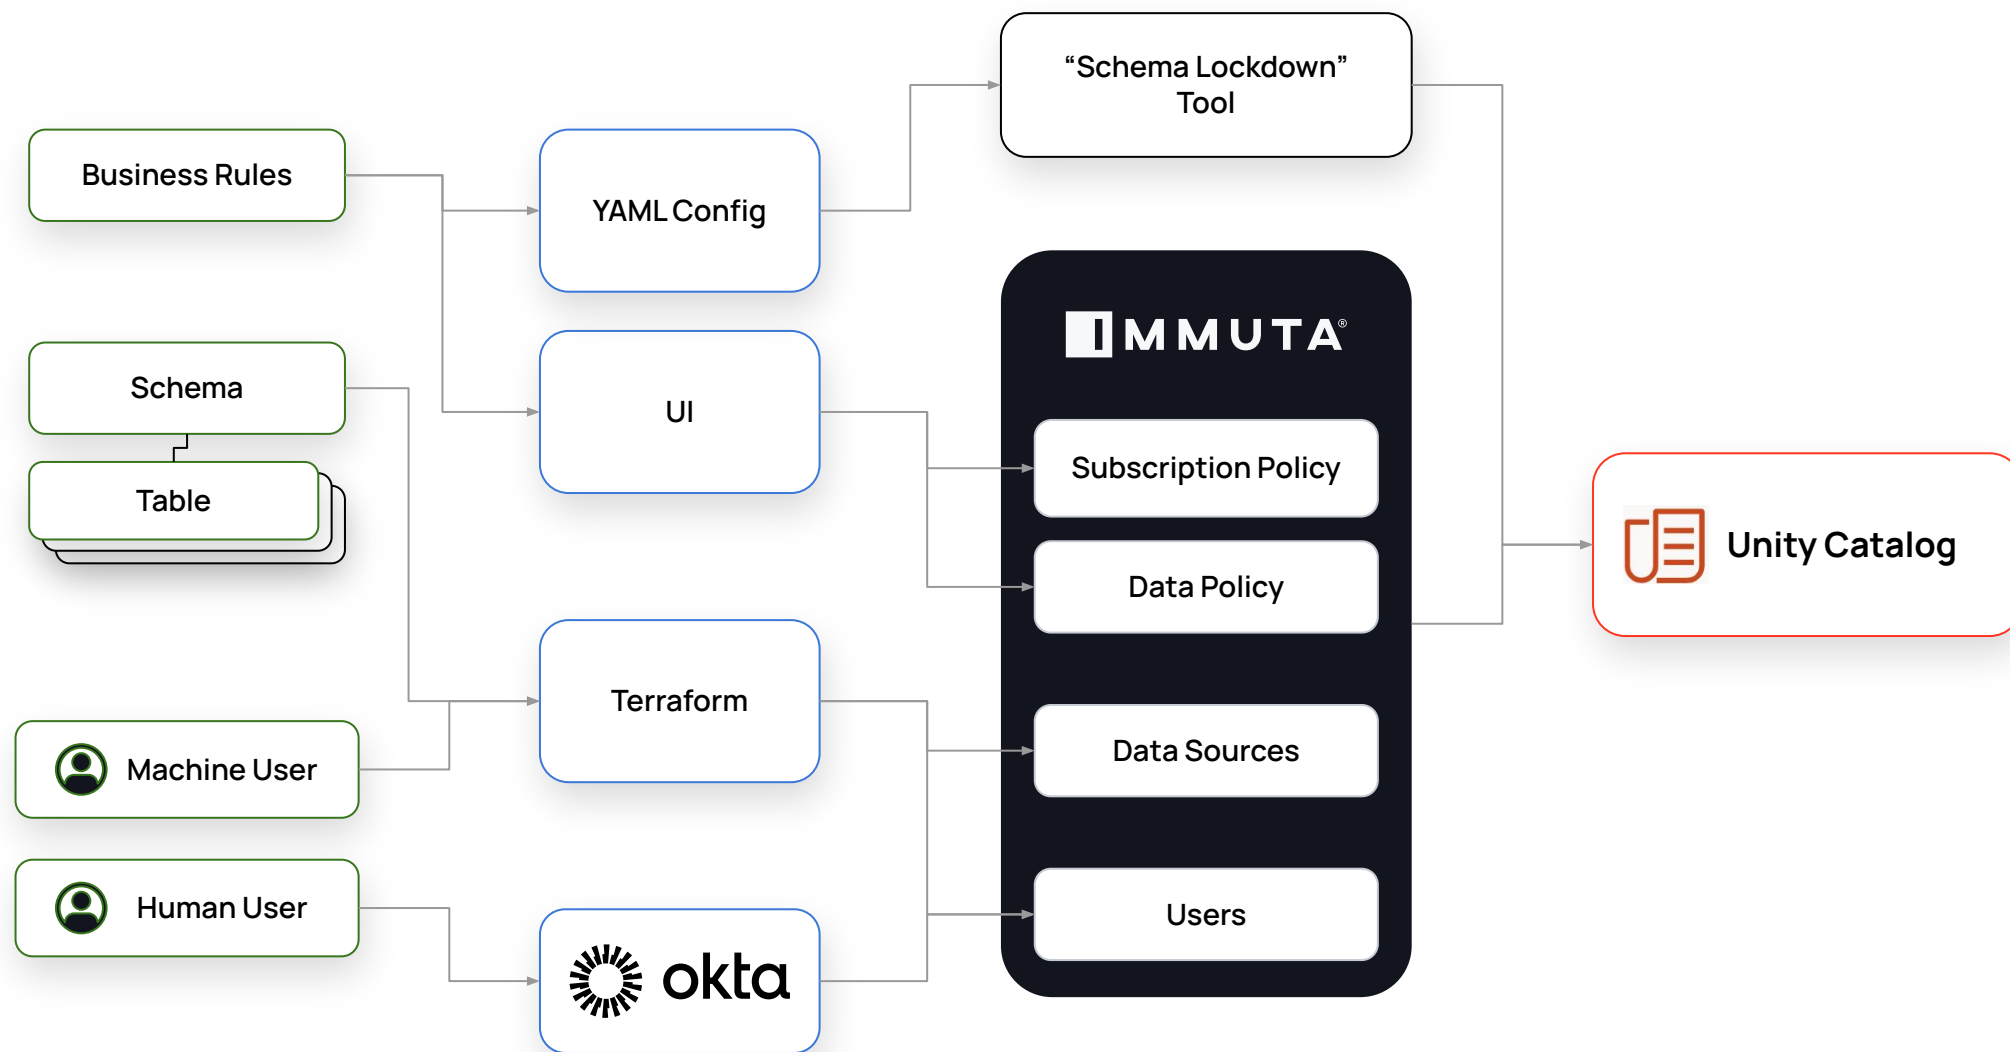 “Schema Lockdown”
Tool
Business Rules
YAML Config
IMMUTA®
Schema
UI
Table
Subscription Policy
Unity Catalog
Data Policy
Terraform
Data Sources
Machine User
Human User
Users
okta